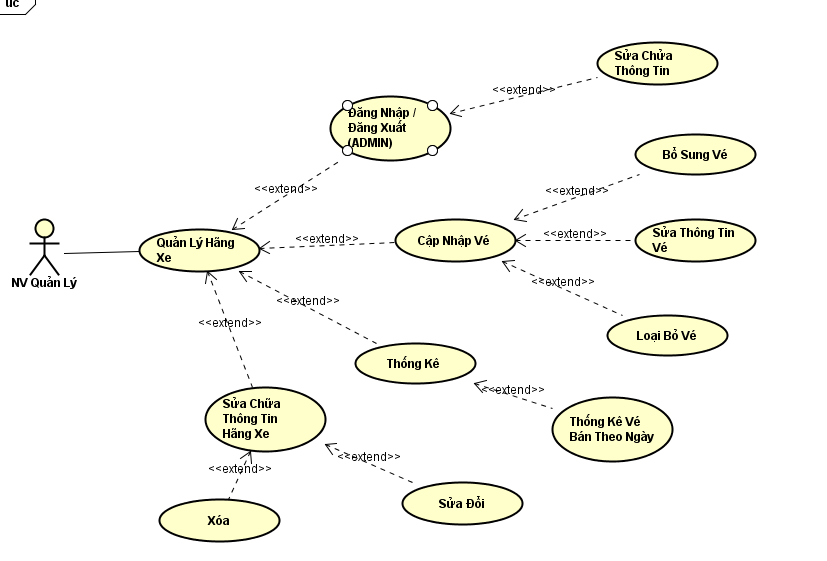 uc
Sửa Chửa
Thông Tin
<<extend>>
Đăng Nhập /
Đăng Xuất
(ADMIN)
Bổ Sung Vé
<<extend>>
<<extend>>
Quản Lý Hãng
Xe
<<extend>>
Cập Nhập Vé
<<extend>>
Sửa Thông Tin
Vé
NV Quản Lý
<<extend>>
<<extend>>
<<extend>>
Loại Bỏ Vé
Thống Kê
<<extend>>
Sửa Chữa
Thông Tin
Hãng Xe
Thống Kê Vé
Bán Theo Ngày
<<extend>>
<<extend>>
Xóa
Sửa Đổi